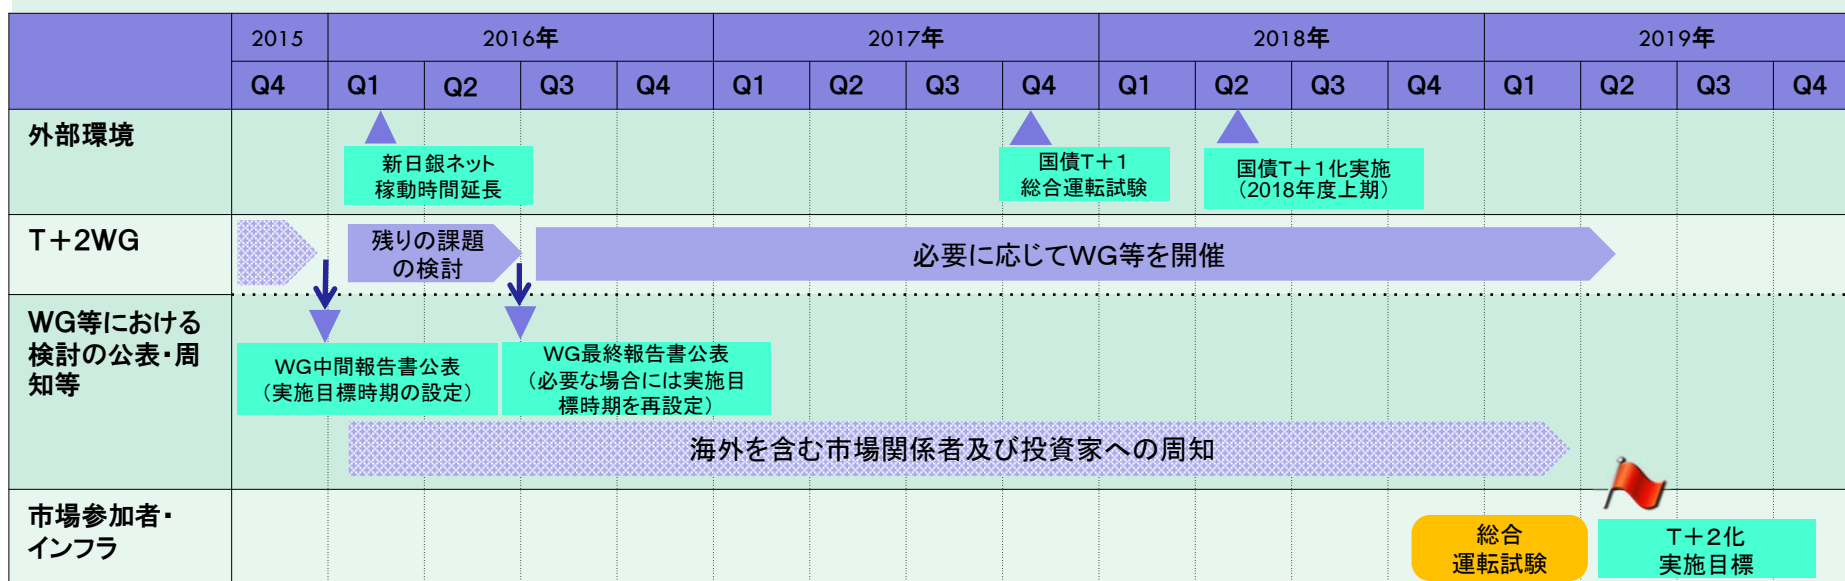 2015
2016年
2017年
2018年
2019年
Q4
Q1
Q2
Q3
Q4
Q1
Q2
Q3
Q4
Q1
Q2
Q3
Q4
Q1
Q2
Q3
Q4
外部環境
新日銀ネット
稼動時間延長
国債T＋1
総合運転試験
国債T＋1化実施
（2018年度上期）
T＋2WG
残りの課題
の検討
必要に応じてWG等を開催
WG等における
検討の公表・周
知等
WG中間報告書公表
（実施目標時期の設定）
WG最終報告書公表
（必要な場合には実施目
標時期を再設定）
海外を含む市場関係者及び投資家への周知
市場参加者・
インフラ
総合
運転試験
T＋2化
実施目標